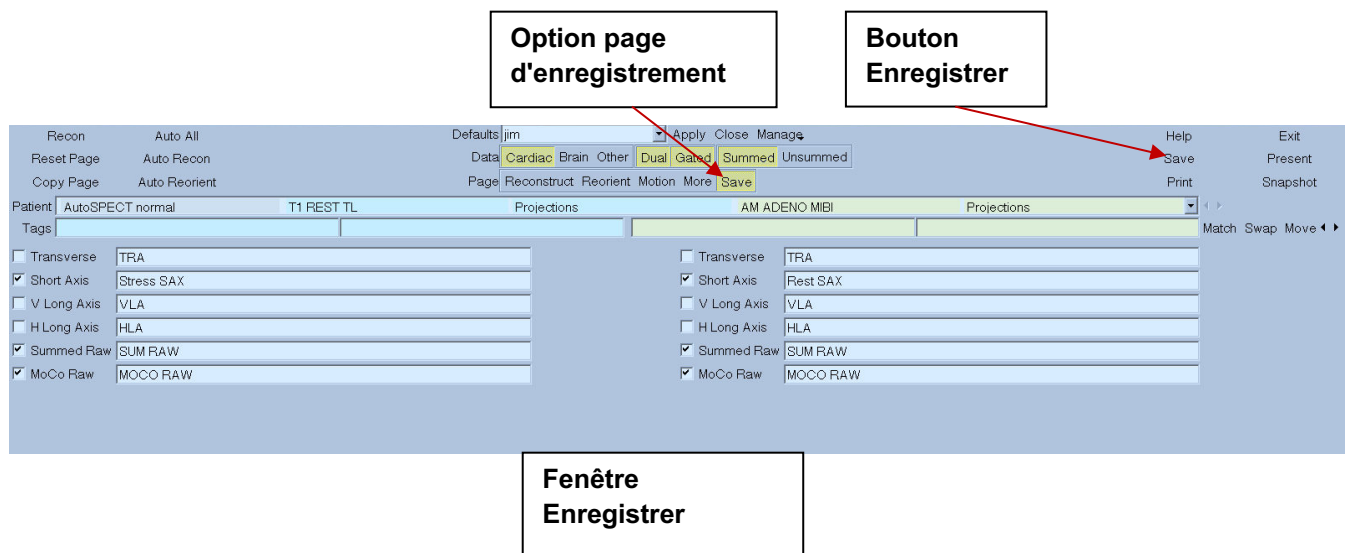 Option page
d'enregistrement
Bouton
Enregistrer
Recon Auto All Defaults jim Apply Close Manage Help Exit
Reset Page Auto Recon Data Cardiac Brain Other Dual Gated Summed Unsummed Save Present
Copy Page Auto Reorient Page Reconstruct Reorient Motion More Save Print Snapshot
Patient AutoSPECT normal T1 REST TL Projections AM ADENO MIBI Projections
Tags Match Swap Move
Transverse TRA Transverse TRA
Short Axis Stress SAX Short Axis Rest SAX
V Long Axis VLA V Long Axis VLA
H Long Axis HLA H Long Axis HLA
Summed Raw SUM RAW Summed Raw SUM RAW
MoCo Raw MOCO RAW MoCo Raw MOCO RAW
Fenêtre
Enregistrer